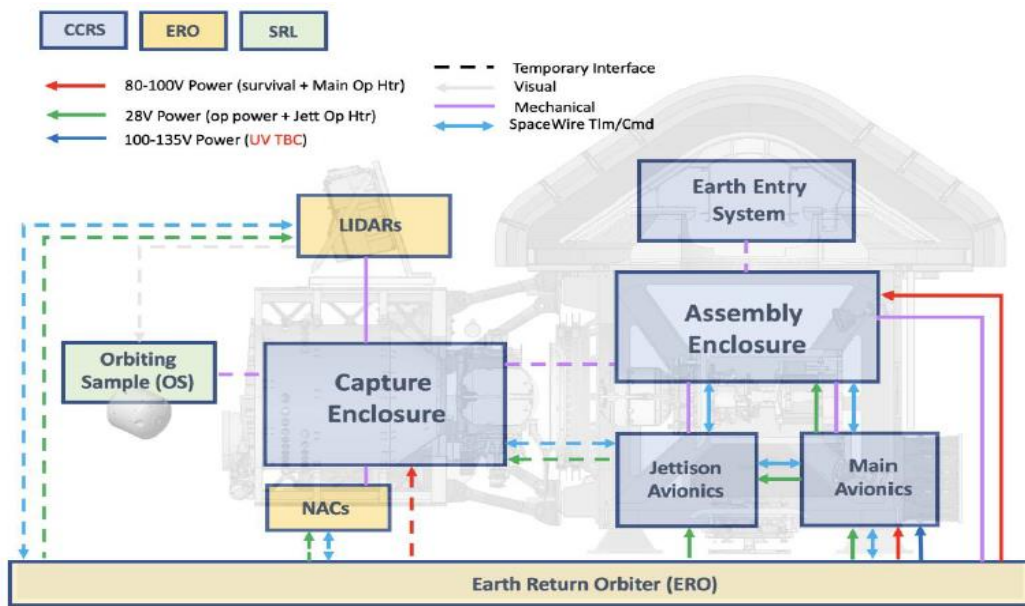 CCRS
ERO
SRL
80-100V Power (survival + Main Op Htr)
28V Power (op power + Jett Op Htr)
100-135V Power (UV TBC)
Temporary Interface
Visual
Mechanical
SpaceWire Tlm/Cmd
Earth Entry
System
LIDARs
Assembly
Enclosure
Orbiting
Sample (OS)
Capture
Enclosure
Jettison
Avionics
Main
Avionics
NACs
Earth Return Orbiter (ERO)